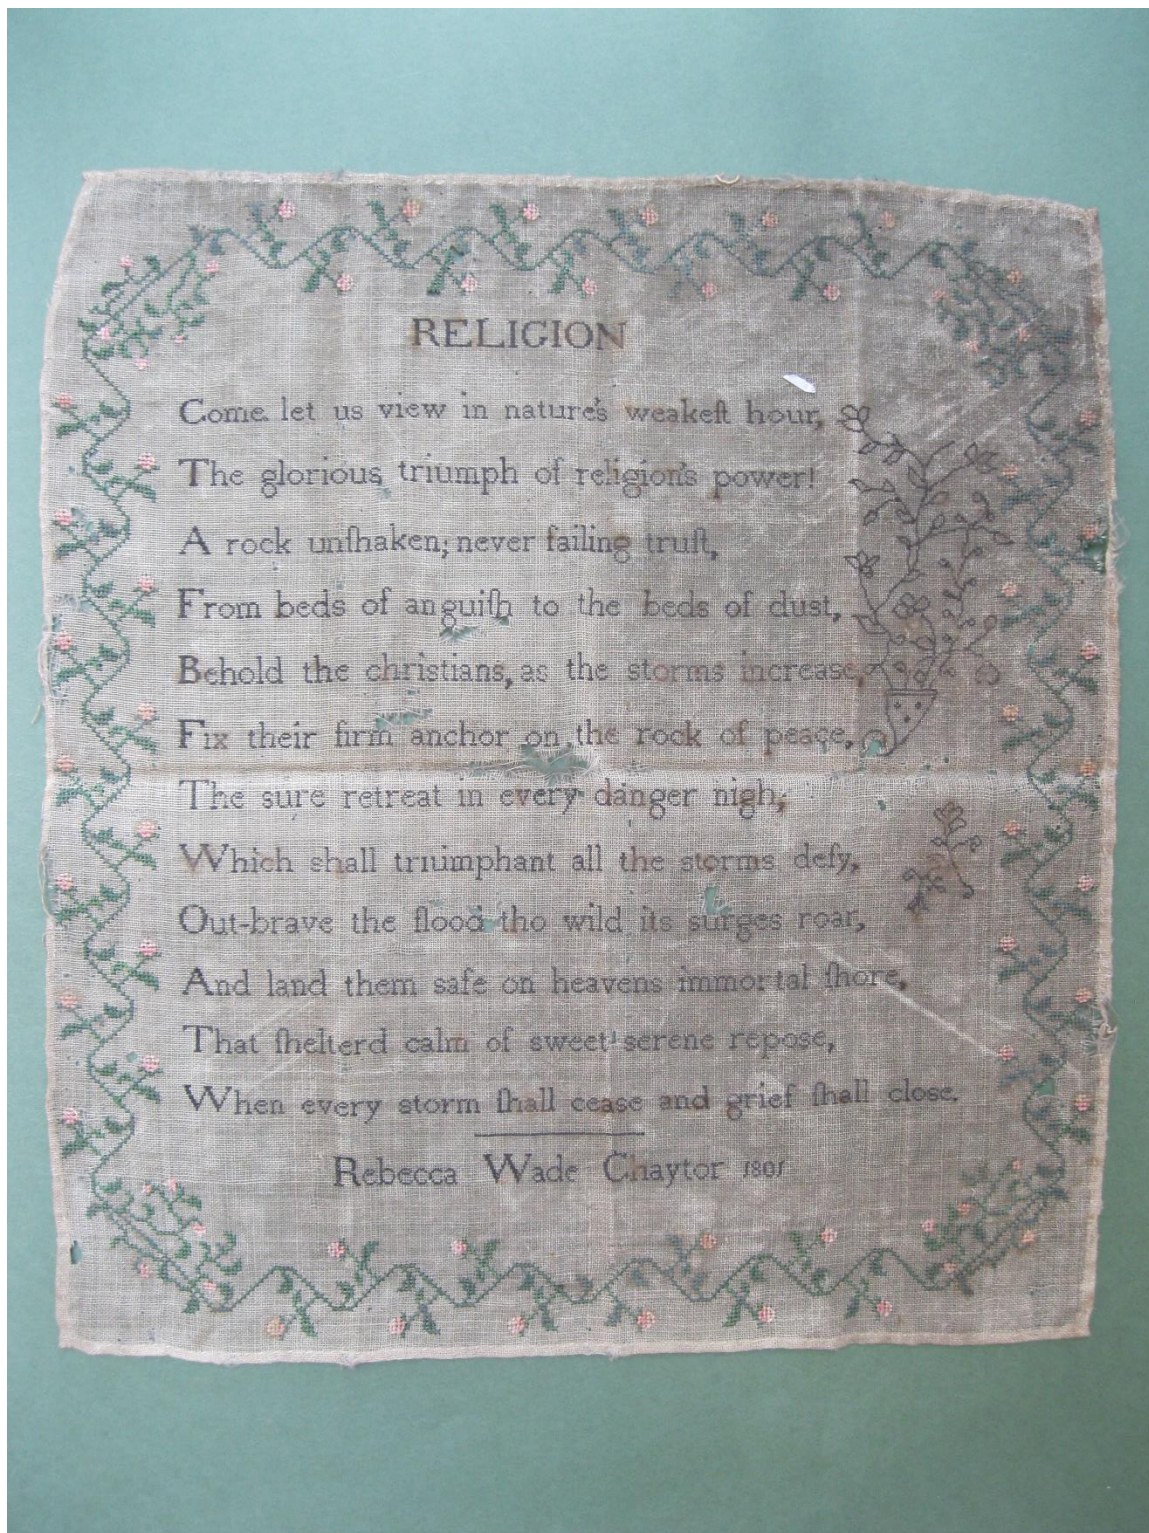 RELIGION
Come let us view in nature's weakeſt hour,
The glorious triumph of religion's power!
A rock unſhaken; never failing truſt,
From beds of anguiſh to the beds of dust,
Behold the christians, as the storms increase,
Fix their firm anchor on the rock of peace,
The sure retreat in every danger nigh,
Which shall triumphant all the storms defy,
Out-brave the flood tho wild its surges roar,
And land them safe on heavens immortal ſhore,
That ſhelterd calm of sweet serene repose,
When every storm ſhall cease and grief ſhall close.
Rebecca Wade Chaytor 1801